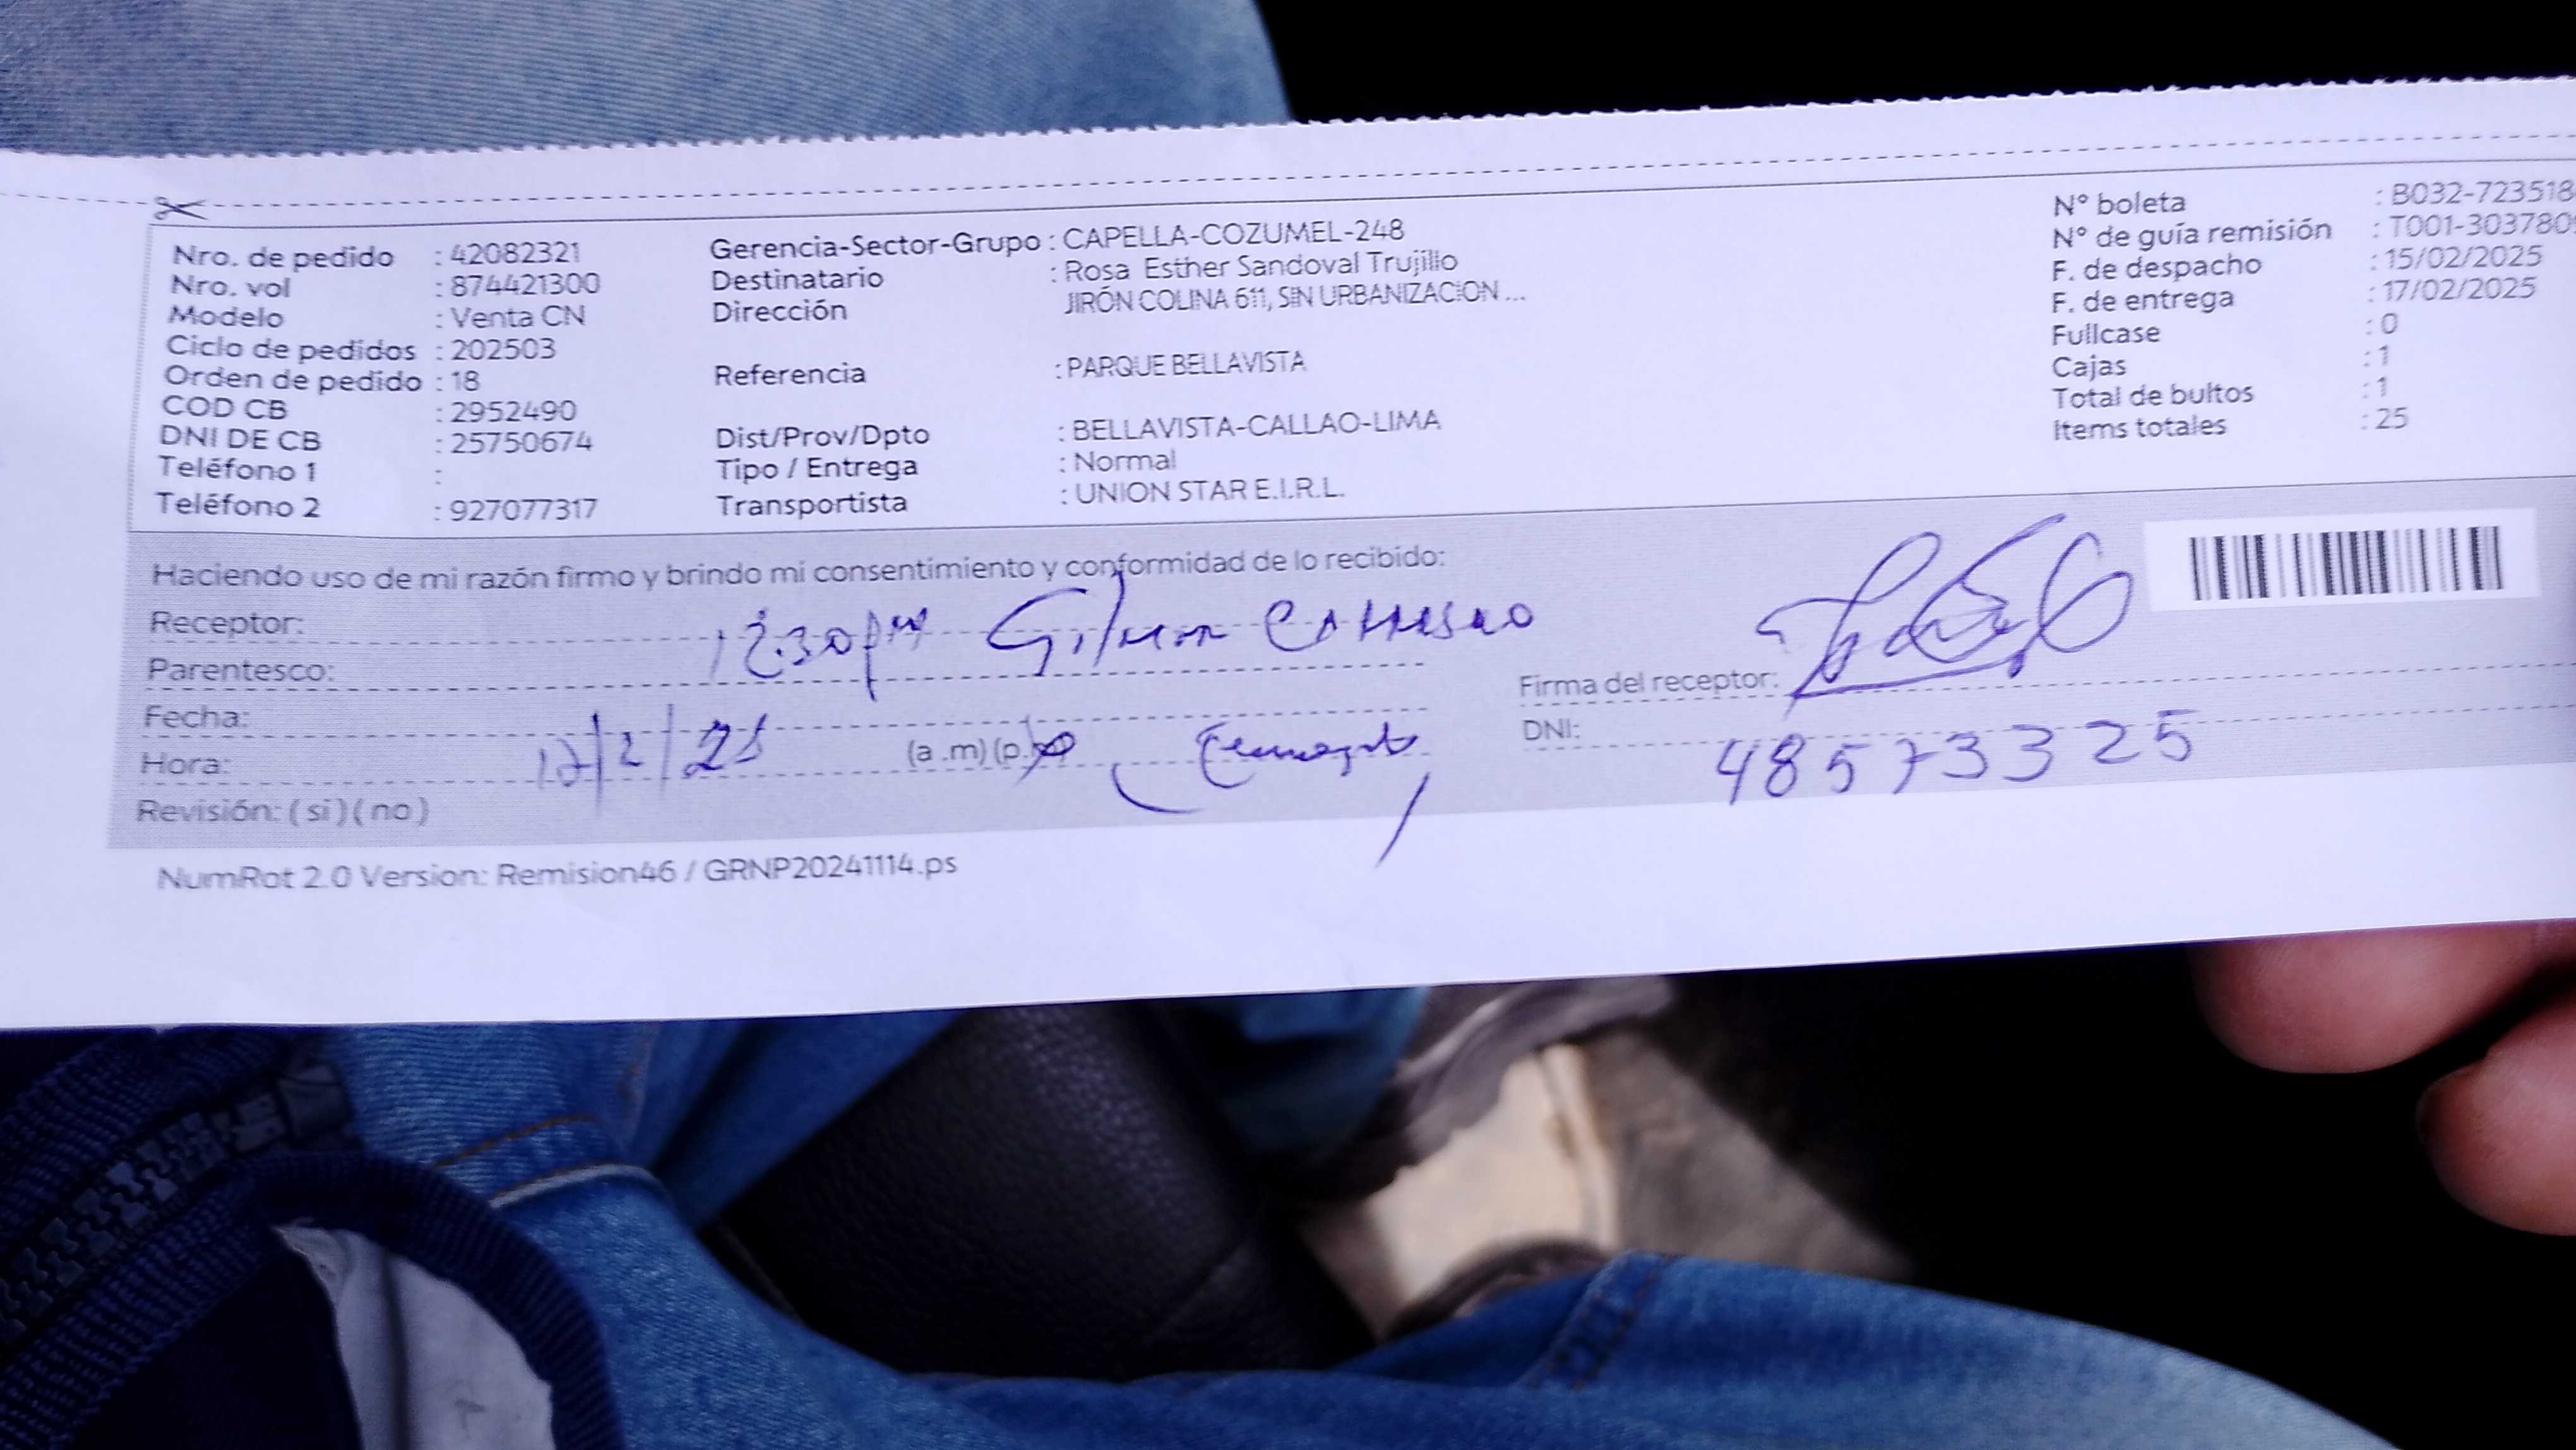 Nro. de pedido : 42082321
Nro. vol : 874421300
Modelo : Venta CN
Ciclo de pedidos : 202503
Orden de pedido : 18
COD CB : 2952490
DNI DE CB : 25750674
Teléfono 1 :
Teléfono 2 : 927077317
Gerencia-Sector-Grupo : CAPELLA-COZUMEL-248
Destinatario : Rosa Esther Sandoval Trujillo
Dirección JIRÓN COLINA 611, SIN URBANIZACION ...
Referencia : PARQUE BELLAVISTA
Dist/Prov/Dpto : BELLAVISTA-CALLAO-LIMA
Tipo / Entrega : Normal
Transportista : UNION STAR E.I.R.L.
N° boleta : B032-723518
N° de guía remisión : T001-303780
F. de despacho : 15/02/2025
F. de entrega : 17/02/2025
Fullcase : 0
Cajas : 1
Total de bultos : 1
Items totales : 25
Haciendo uso de mi razón firmo y brindo mi consentimiento y conformidad de lo recibido:
Receptor: 12:30pm
Parentesco:
Fecha:
Hora: 17/2/25 (a .m) (p.
Revisión: ( si ) ( no )
Firma del receptor:
DNI: 48573325
NumRot 2.0 Version: Remision46 / GRNP20241114.ps